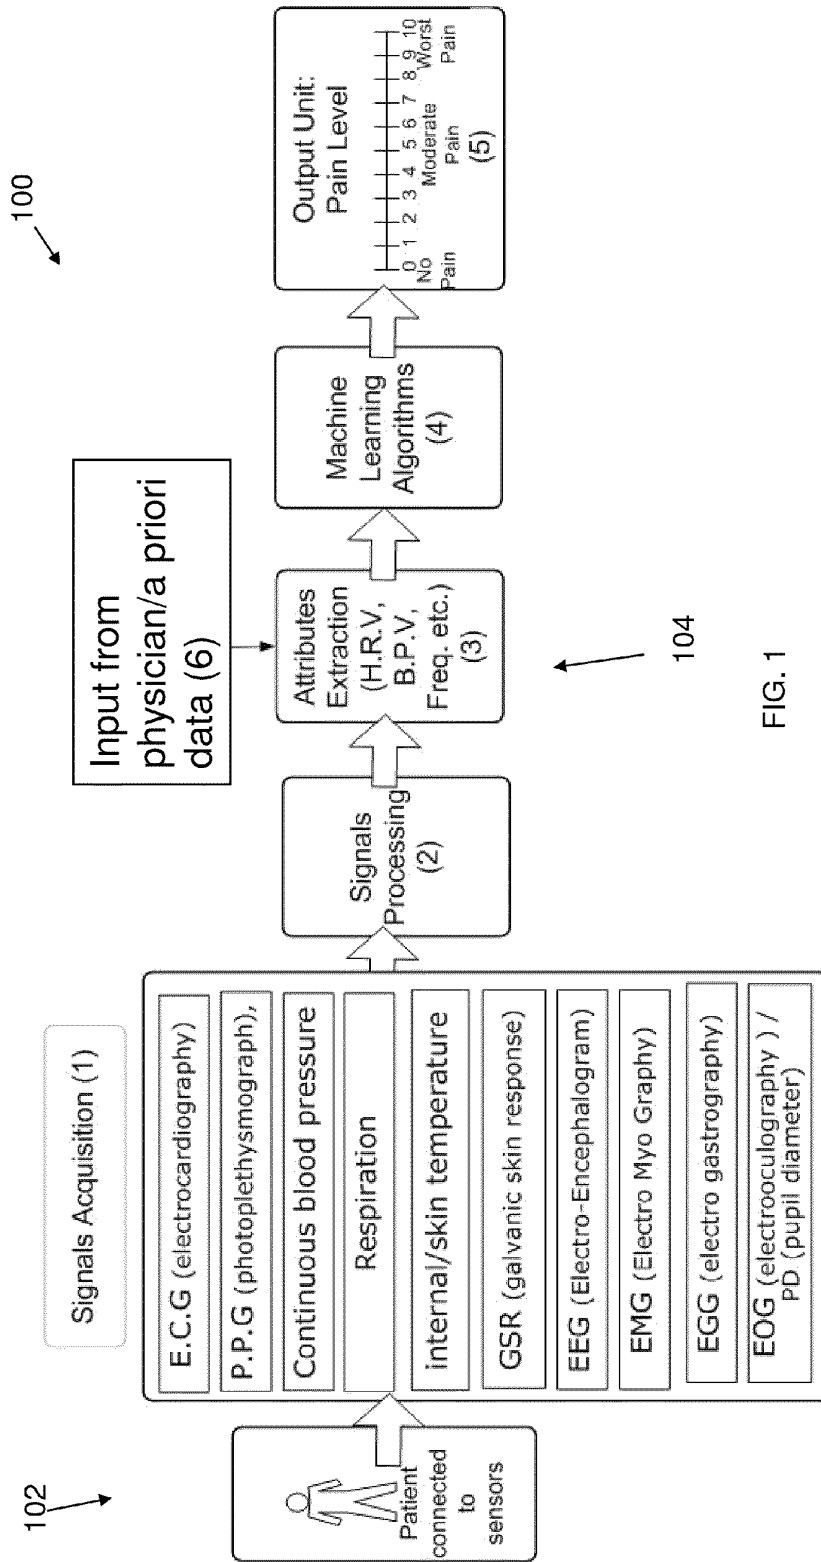 100
102
Signals Acquisition (1)
Patient
connected
to
sensors
E.C.G (electrocardiography)
P.P.G (photoplethysmograph),
Continuous blood pressure
Respiration
internal/skin temperature
GSR (galvanic skin response)
EEG (Electro-Encephalogram)
EMG (Electro Myo Graphy)
EGG (electro gastrography)
EOG (electrooculography ) /
PD (pupil diameter)
Signals
Processing
(2)
Input from
physician/a priori
data (6)
Attributes
Extraction
(H.R.V,
B.P.V,
Freq. etc.)
(3)
Machine
Learning
Algorithms
(4)
Output Unit:
Pain Level
0 1 2 3 4 5 6 7 8 9 10
No Moderate Worst
Pain Pain Pain
(5)
104
FIG. 1